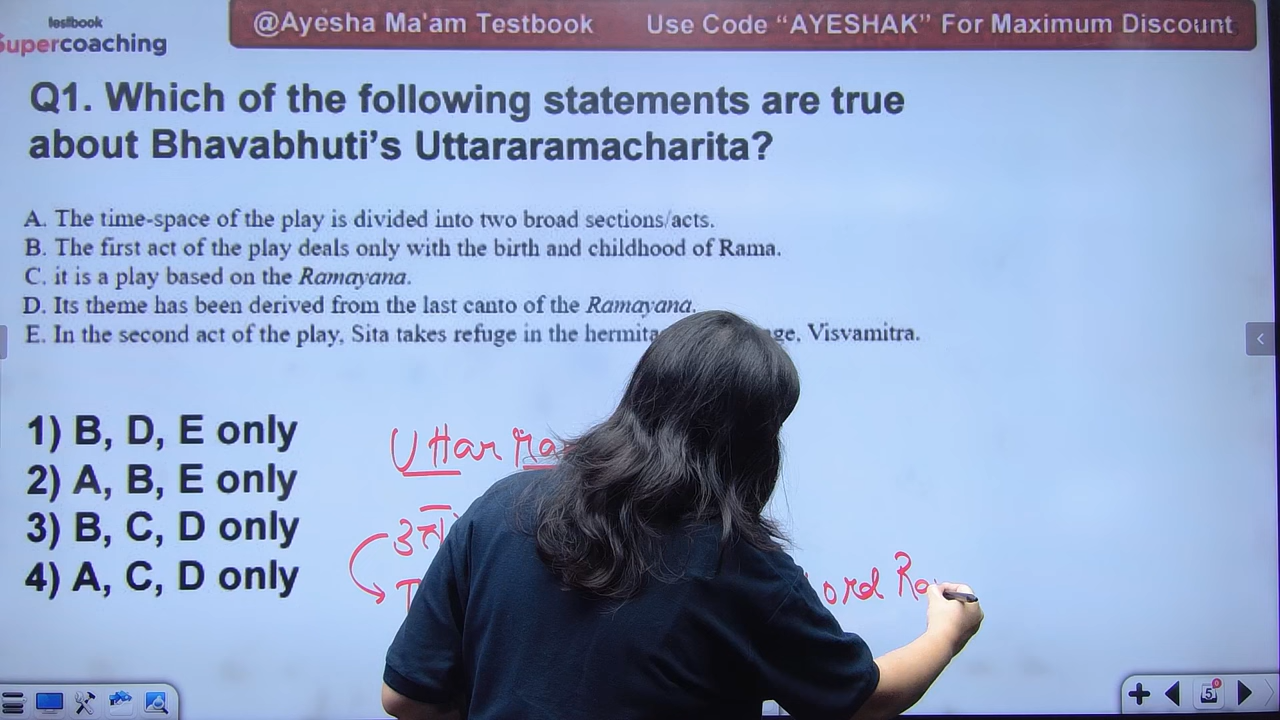 testbook
Supercoaching
@Ayesha Ma'am Testbook Use Code “AYESHAK” For Maximum Discount
Q1. Which of the following statements are true
about Bhavabhuti’s Uttararamacharita?
A. The time-space of the play is divided into two broad sections/acts.
B. The first act of the play deals only with the birth and childhood of Rama.
C. it is a play based on the Ramayana.
D. Its theme has been derived from the last canto of the Ramayana.
E. In the second act of the play, Sita takes refuge in the Visvamitra.
1) B, D, E only
2) A, B, E only
3) B, C, D only
4) A, C, D only
Uttar
5